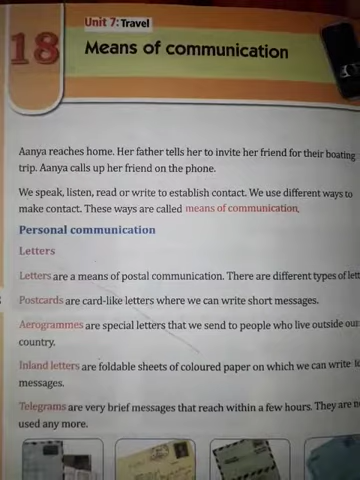 Unit 7: Travel
18
Means of communication
Aanya reaches home. Her father tells her to invite her friend for their boating
trip. Aanya calls up her friend on the phone.
We speak, listen, read or write to establish contact. We use different ways to
make contact. These ways are called means of communication.
Personal communication
Letters
Letters are a means of postal communication. There are different types of
Postcards are card-like letters where we can write short messages.
Aerogrammes are special letters that we send to people who live outside our
country.
Inland letters are foldable sheets of coloured paper on which we can write
messages.
Telegrams are very brief messages that reach within a few hours. They are
used any more.